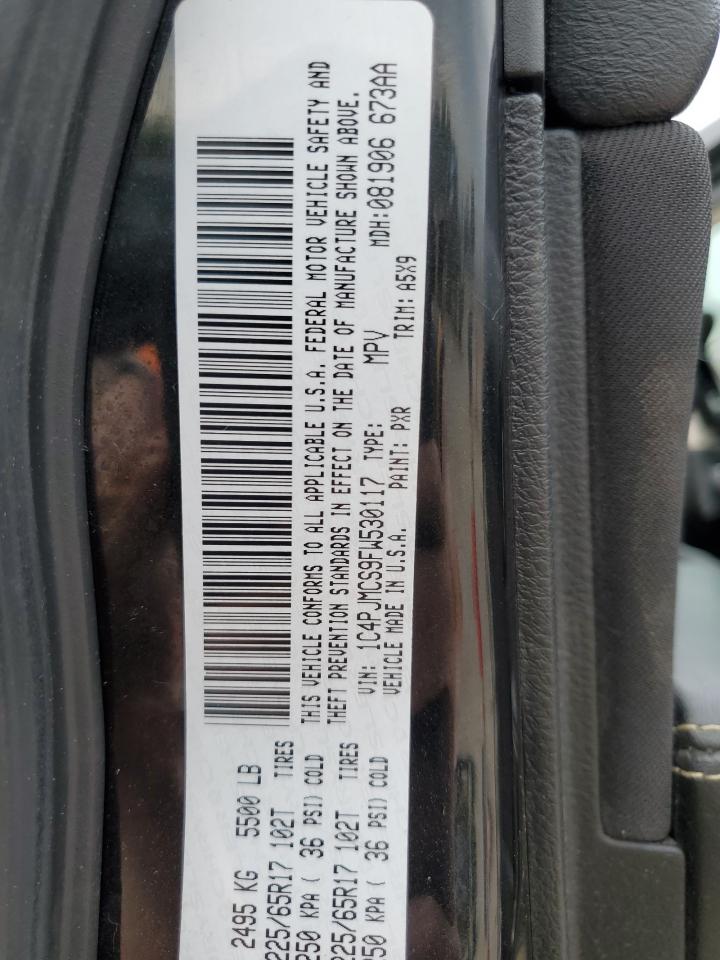 2495 KG 5500 LB
225/65R17 102T TIRES
250 KPA ( 36 PSI) COLD
225/65R17 102T TIRES
250 KPA ( 36 PSI) COLD
THIS VEHICLE CONFORMS TO ALL APPLICABLE U.S.A. FEDERAL MOTOR VEHICLE SAFETY AND
THEFT PREVENTION STANDARDS IN EFFECT ON THE DATE OF MANUFACTURE SHOWN ABOVE.
VIN: 1C4PJMCS9FW530117 TYPE: MPV MDH:081906 673AA
VEHICLE MADE IN U.S.A. PAINT: PXR TRIM: A5X9